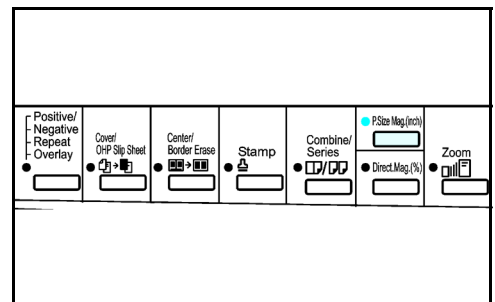 Positive/
Negative
Repeat
Overlay
Cover/
OHP Slip Sheet
Center/
Border Erase
Stamp
Combine/
Series
P.Size Mag.(inch)
Direct.Mag.(%)
Zoom